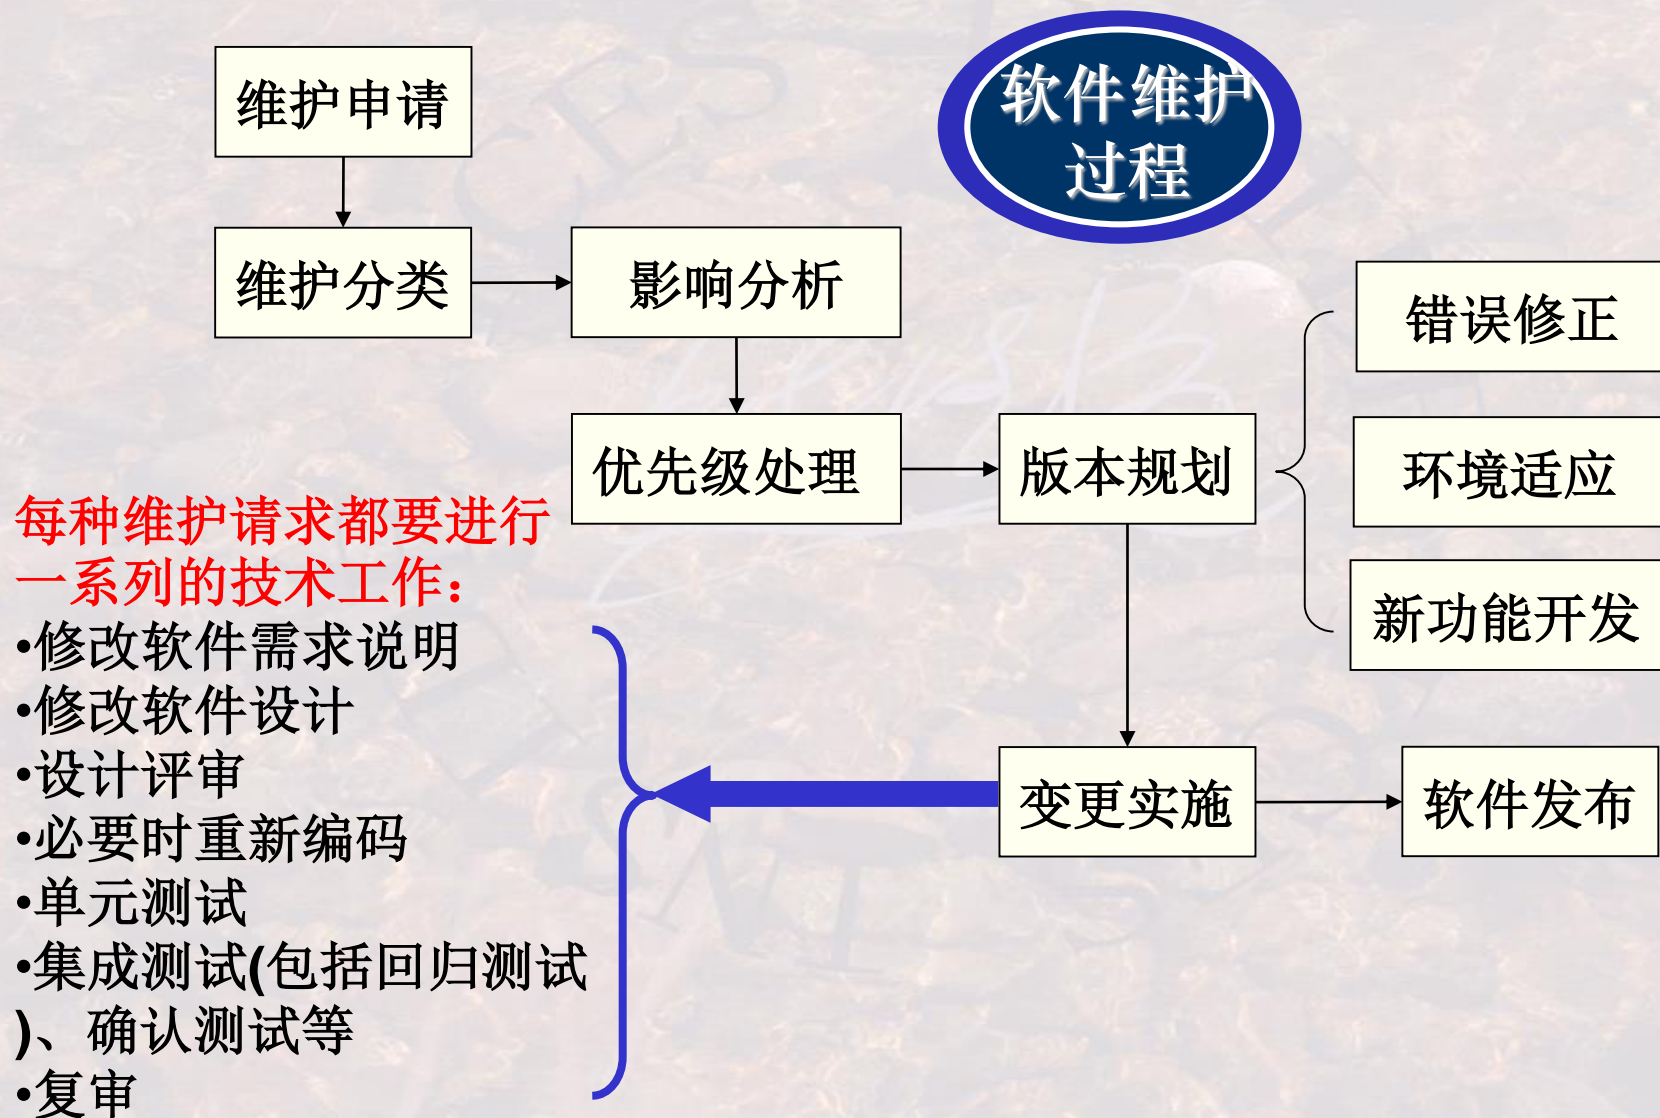 软件维护
过程
维护申请
维护分类
影响分析
优先级处理
版本规划
错误修正
环境适应
新功能开发
变更实施
软件发布
每种维护请求都要进行
一系列的技术工作：
•修改软件需求说明
•修改软件设计
•设计评审
•必要时重新编码
•单元测试
•集成测试(包括回归测试
)、确认测试等
•复审